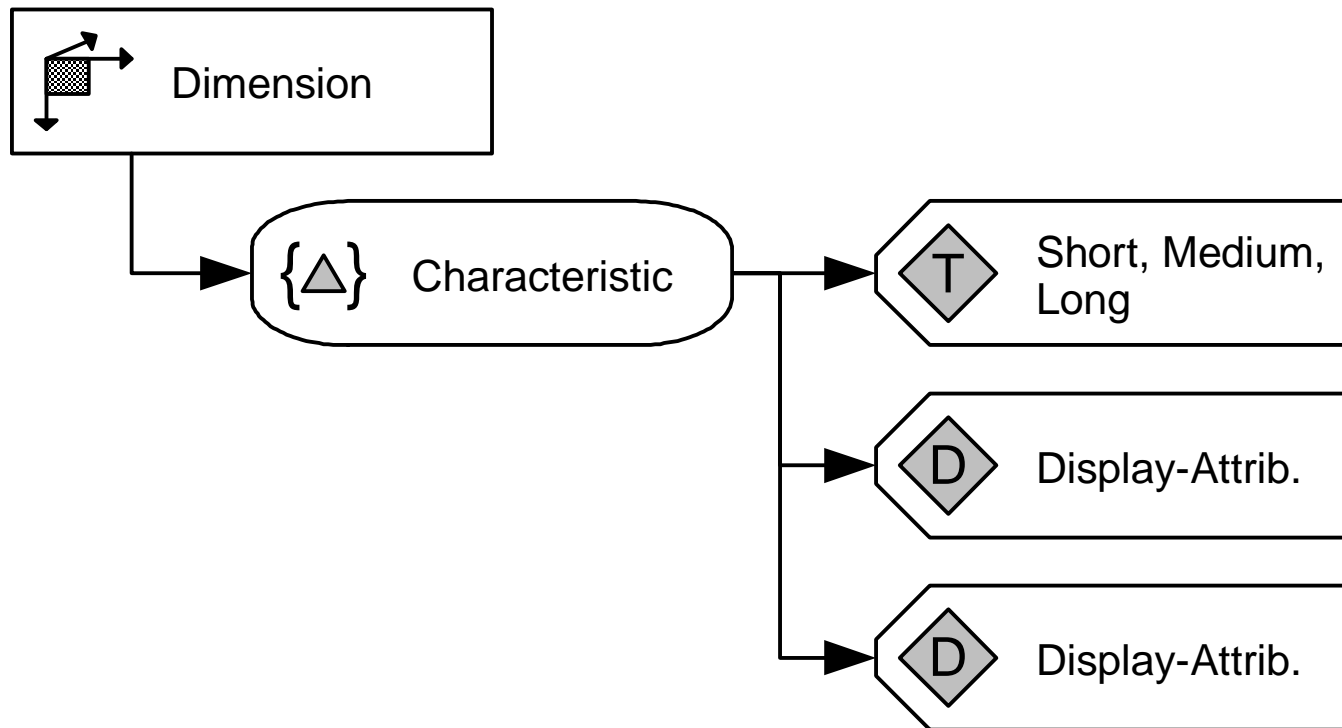 Dimension
{ } Characteristic
T Short, Medium,
Long
D Display-Attrib.
D Display-Attrib.